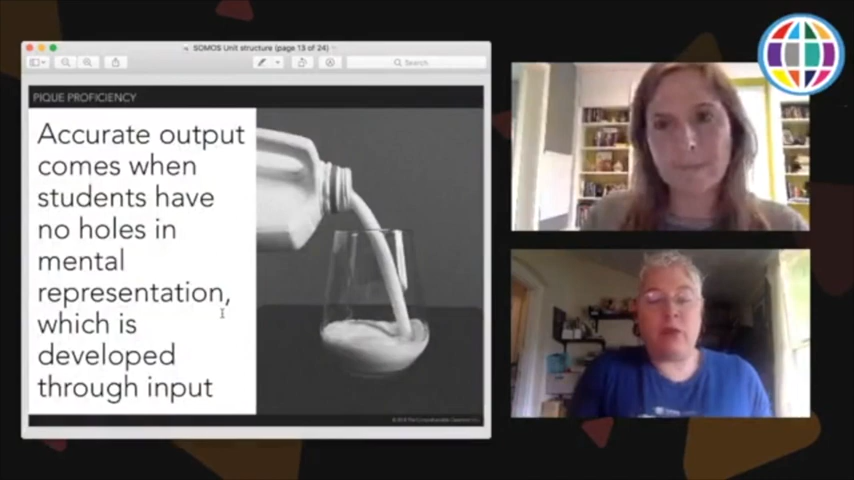 SOMOS Unit structure (page 13 of 24)
Search
PIQUE PROFICIENCY
Accurate output
comes when
students have
no holes in
mental
representation,
which is
developed
through input